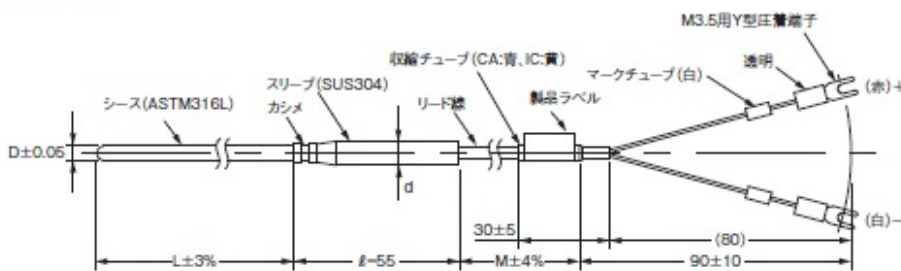 M3.5用Y型圧着端子
収縮チューブ(CA:青、IC:黄)
透明
スリーブ(SUS304)
マークチューブ(白)
(赤)+
シース(ASTM316L)
カシメ
リード線
製品ラベル
D±0.05
d
30±5
(80)
(白)−
L±3%
ℓ=55
M±4%
90±10